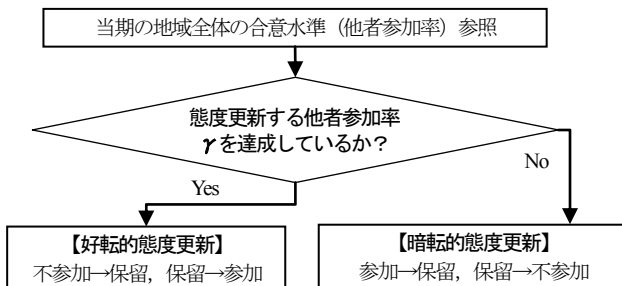 当期の地域全体の合意水準（他者参加率）参照
態度更新する他者参加率
γを達成しているか？
Yes
No
【好転的態度更新】
不参加→保留，保留→参加
【暗転的態度更新】
参加→保留，保留→不参加